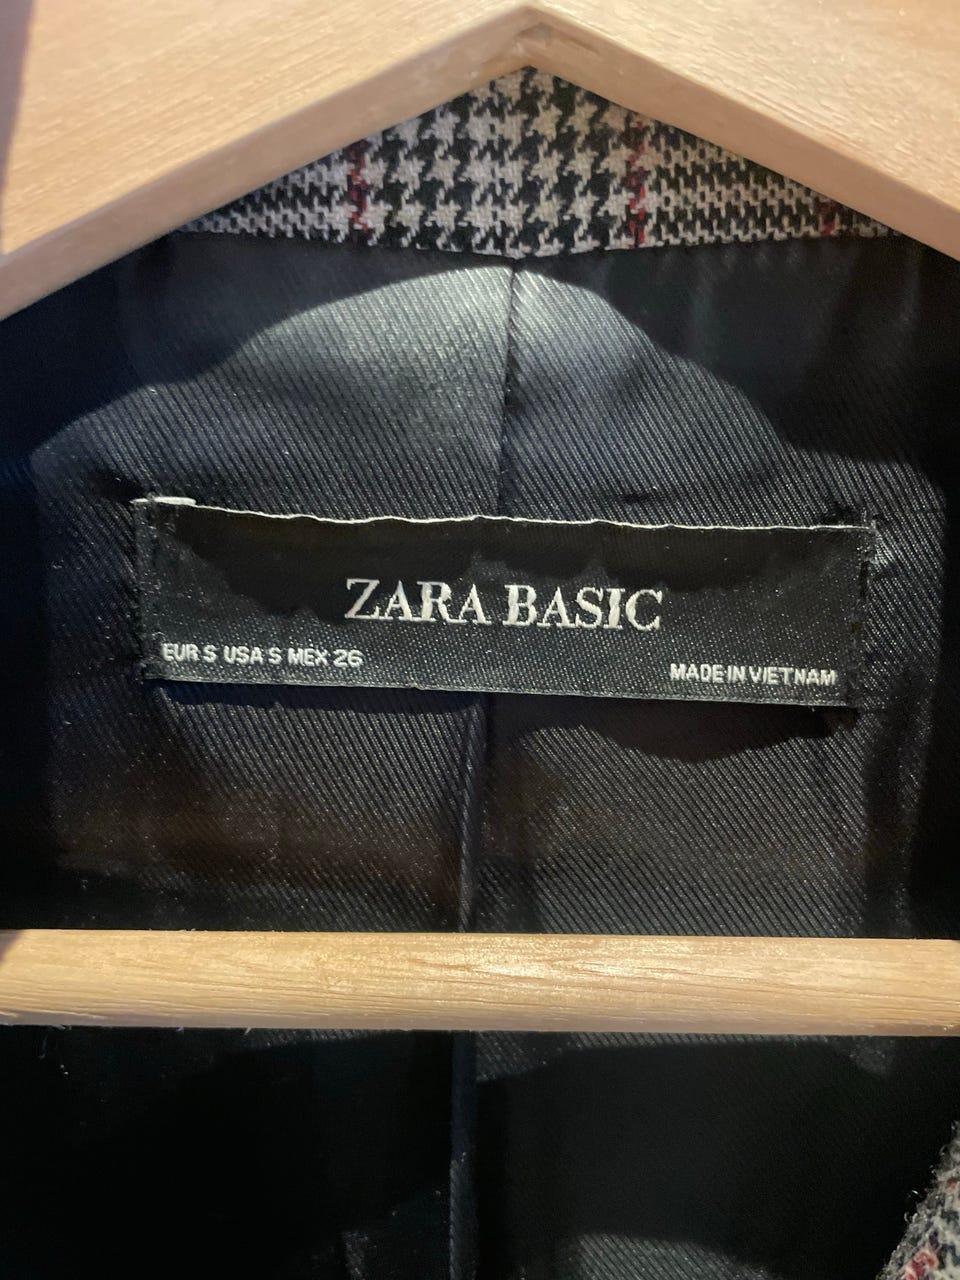 ZARA BASIC
EUR S USA S MEX 26
MADE IN VIETNAM